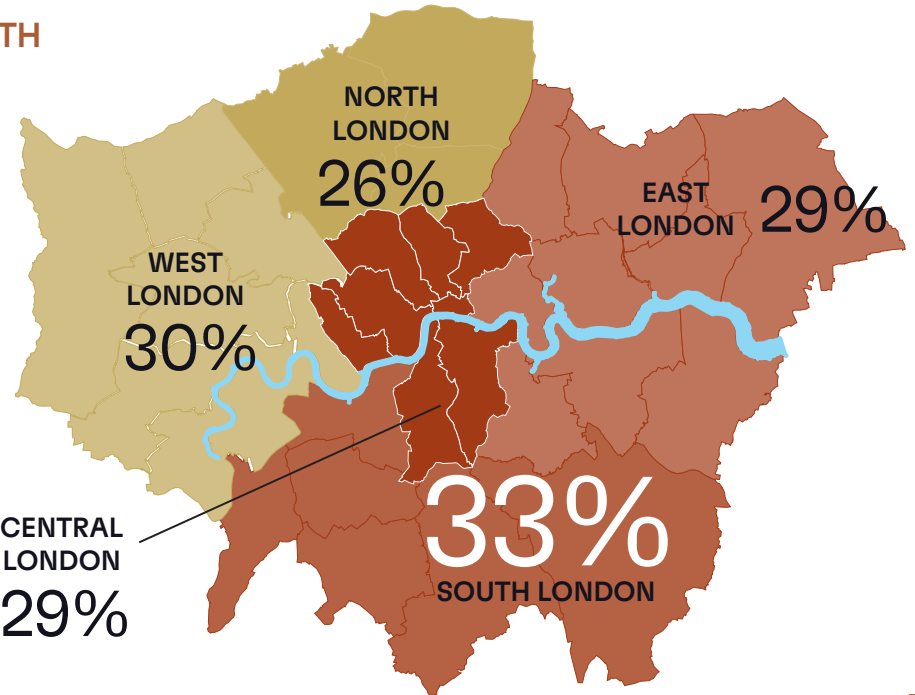 TH
NORTH
LONDON
26%
EAST
LONDON
29%
WEST
LONDON
30%
33%
SOUTH LONDON
CENTRAL
LONDON
29%